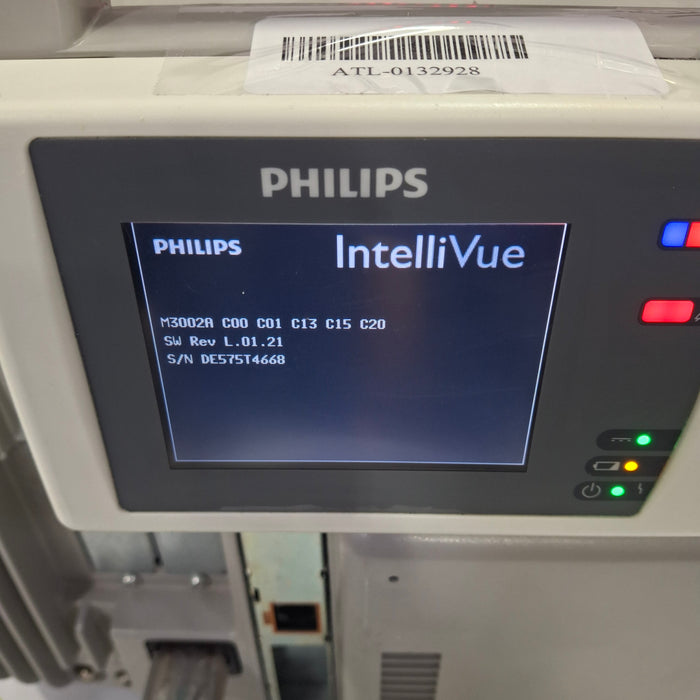 ATL-0132928
PHILIPS
PHILIPS IntelliVue
M3002A C00 C01 C13 C15 C20
SW Rev L.01.21
S/N DE575T4668